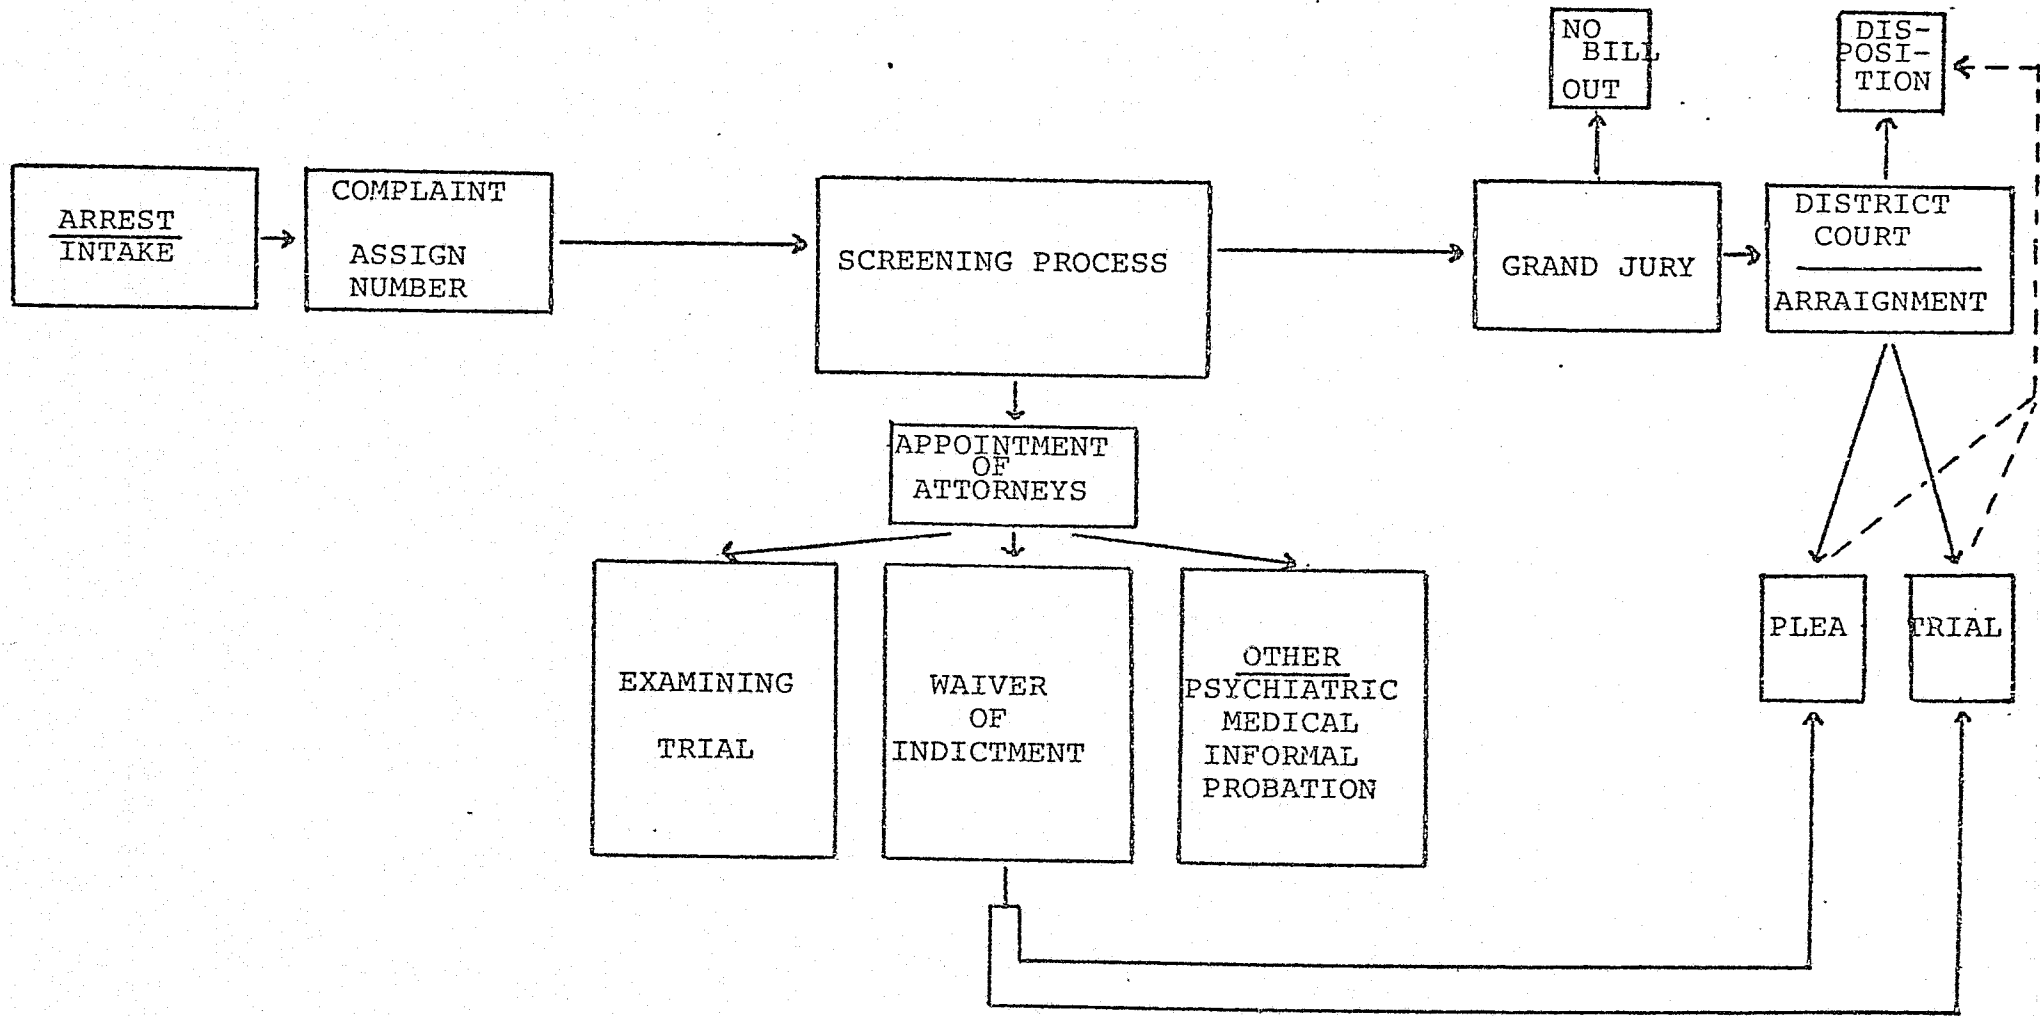 NO
BILL
OUT
DIS-
POSI-
TION
ARREST
INTAKE
COMPLAINT
ASSIGN
NUMBER
SCREENING PROCESS
GRAND JURY
DISTRICT
COURT
ARRAIGNMENT
APPOINTMENT
OF
ATTORNEYS
EXAMINING
TRIAL
WAIVER
OF
INDICTMENT
OTHER
PSYCHIATRIC
MEDICAL
INFORMAL
PROBATION
PLEA
TRIAL